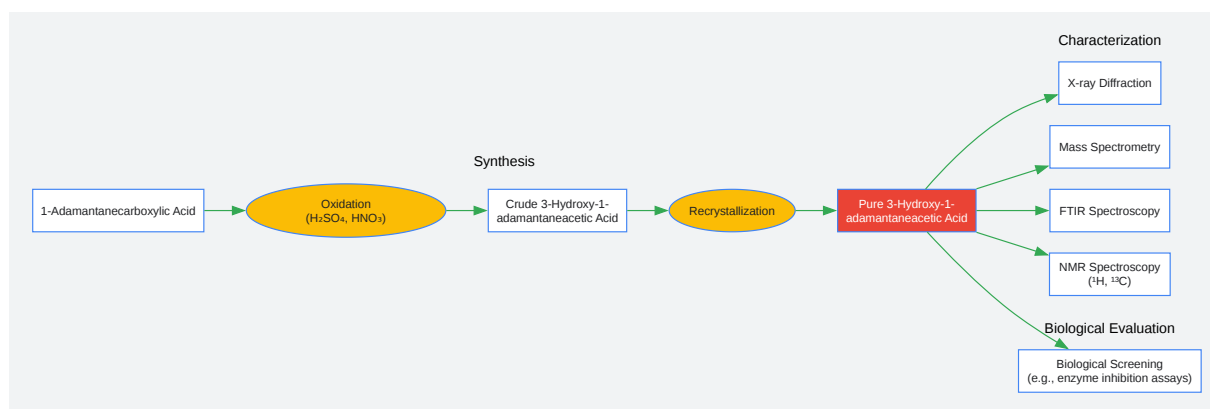 Characterization
X-ray Diffraction
Mass Spectrometry
Synthesis
1-Adamantanecarboxylic Acid
Oxidation
(H₂SO₄, HNO₃)
Crude 3-Hydroxy-1-
adamantaneacetic Acid
Recrystallization
Pure 3-Hydroxy-1-
adamantaneacetic Acid
FTIR Spectroscopy
NMR Spectroscopy
(¹H, ¹³C)
Biological Evaluation
Biological Screening
(e.g., enzyme inhibition assays)